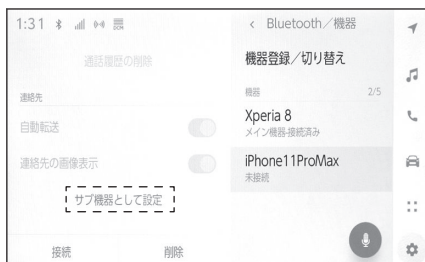 1:31
通話履歴の削除
連絡先
自動転送
連絡先の画像表示
サブ機器として設定
接続
削除
Bluetooth／機器
機器登録／切り替え
機器 2/5
Xperia 8
メイン機器-接続済み
iPhone11ProMax
未接続